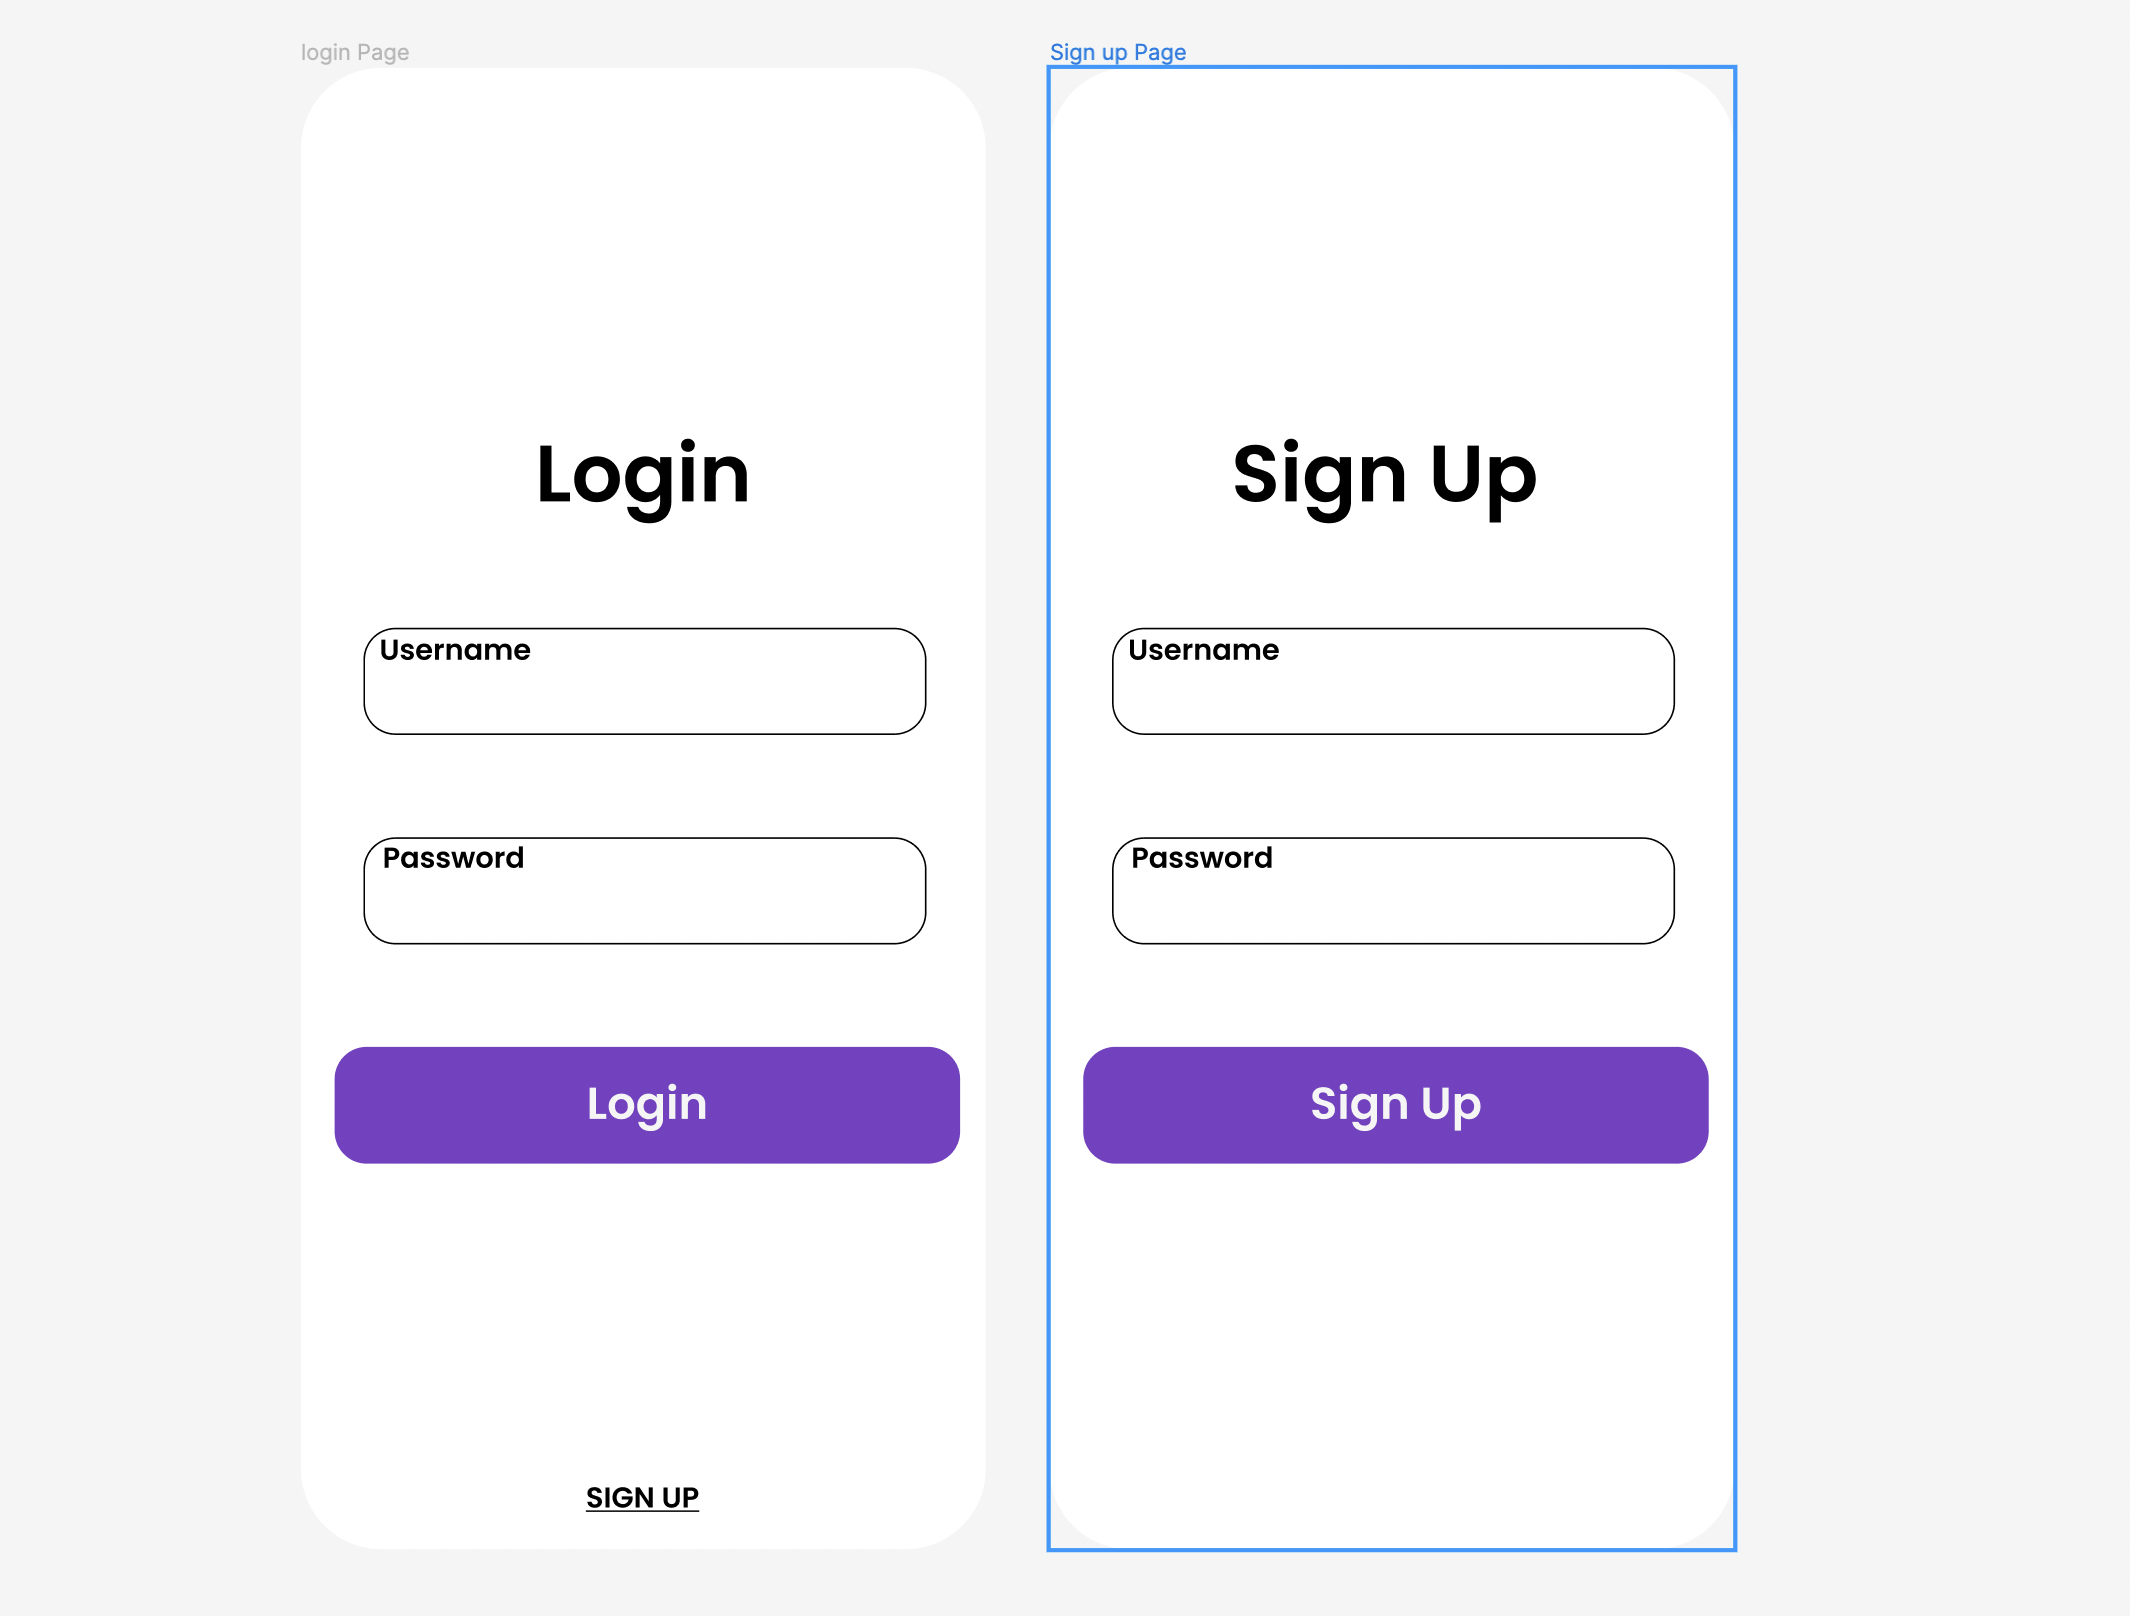 login Page
Login
Username
Password
Login
SIGN UP
Sign up Page
Sign Up
Username
Password
Sign Up